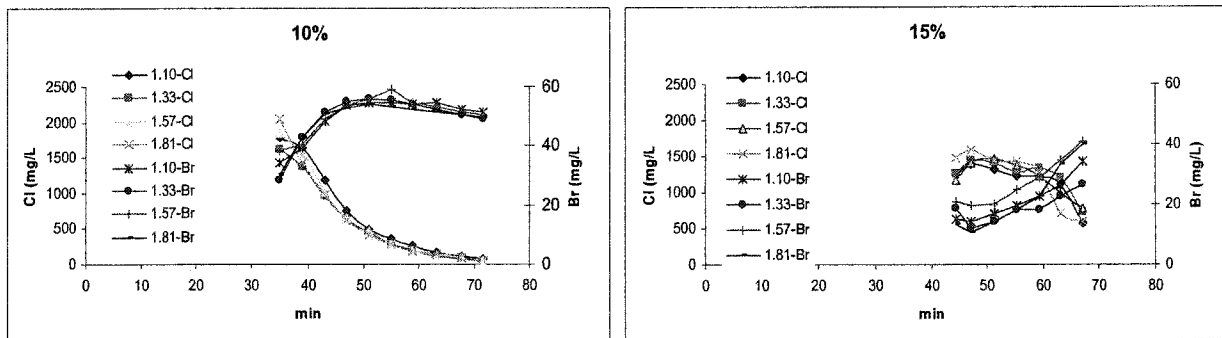 10%
Cl (mg/L)
2500
2000
1500
1000
500
0
1.10-Cl
1.33-Cl
1.57-Cl
1.81-Cl
1.10-Br
1.33-Br
1.57-Br
1.81-Br
60
40
20
0
Br (mg/L)
0 10 20 30 40 50 60 70 80
min
15%
Cl (mg/L)
2500
2000
1500
1000
500
0
1.10-Cl
1.33-Cl
1.57-Cl
1.81-Cl
1.10-Br
1.33-Br
1.57-Br
1.81-Br
60
40
20
0
Br (mg/L)
0 10 20 30 40 50 60 70 80
min